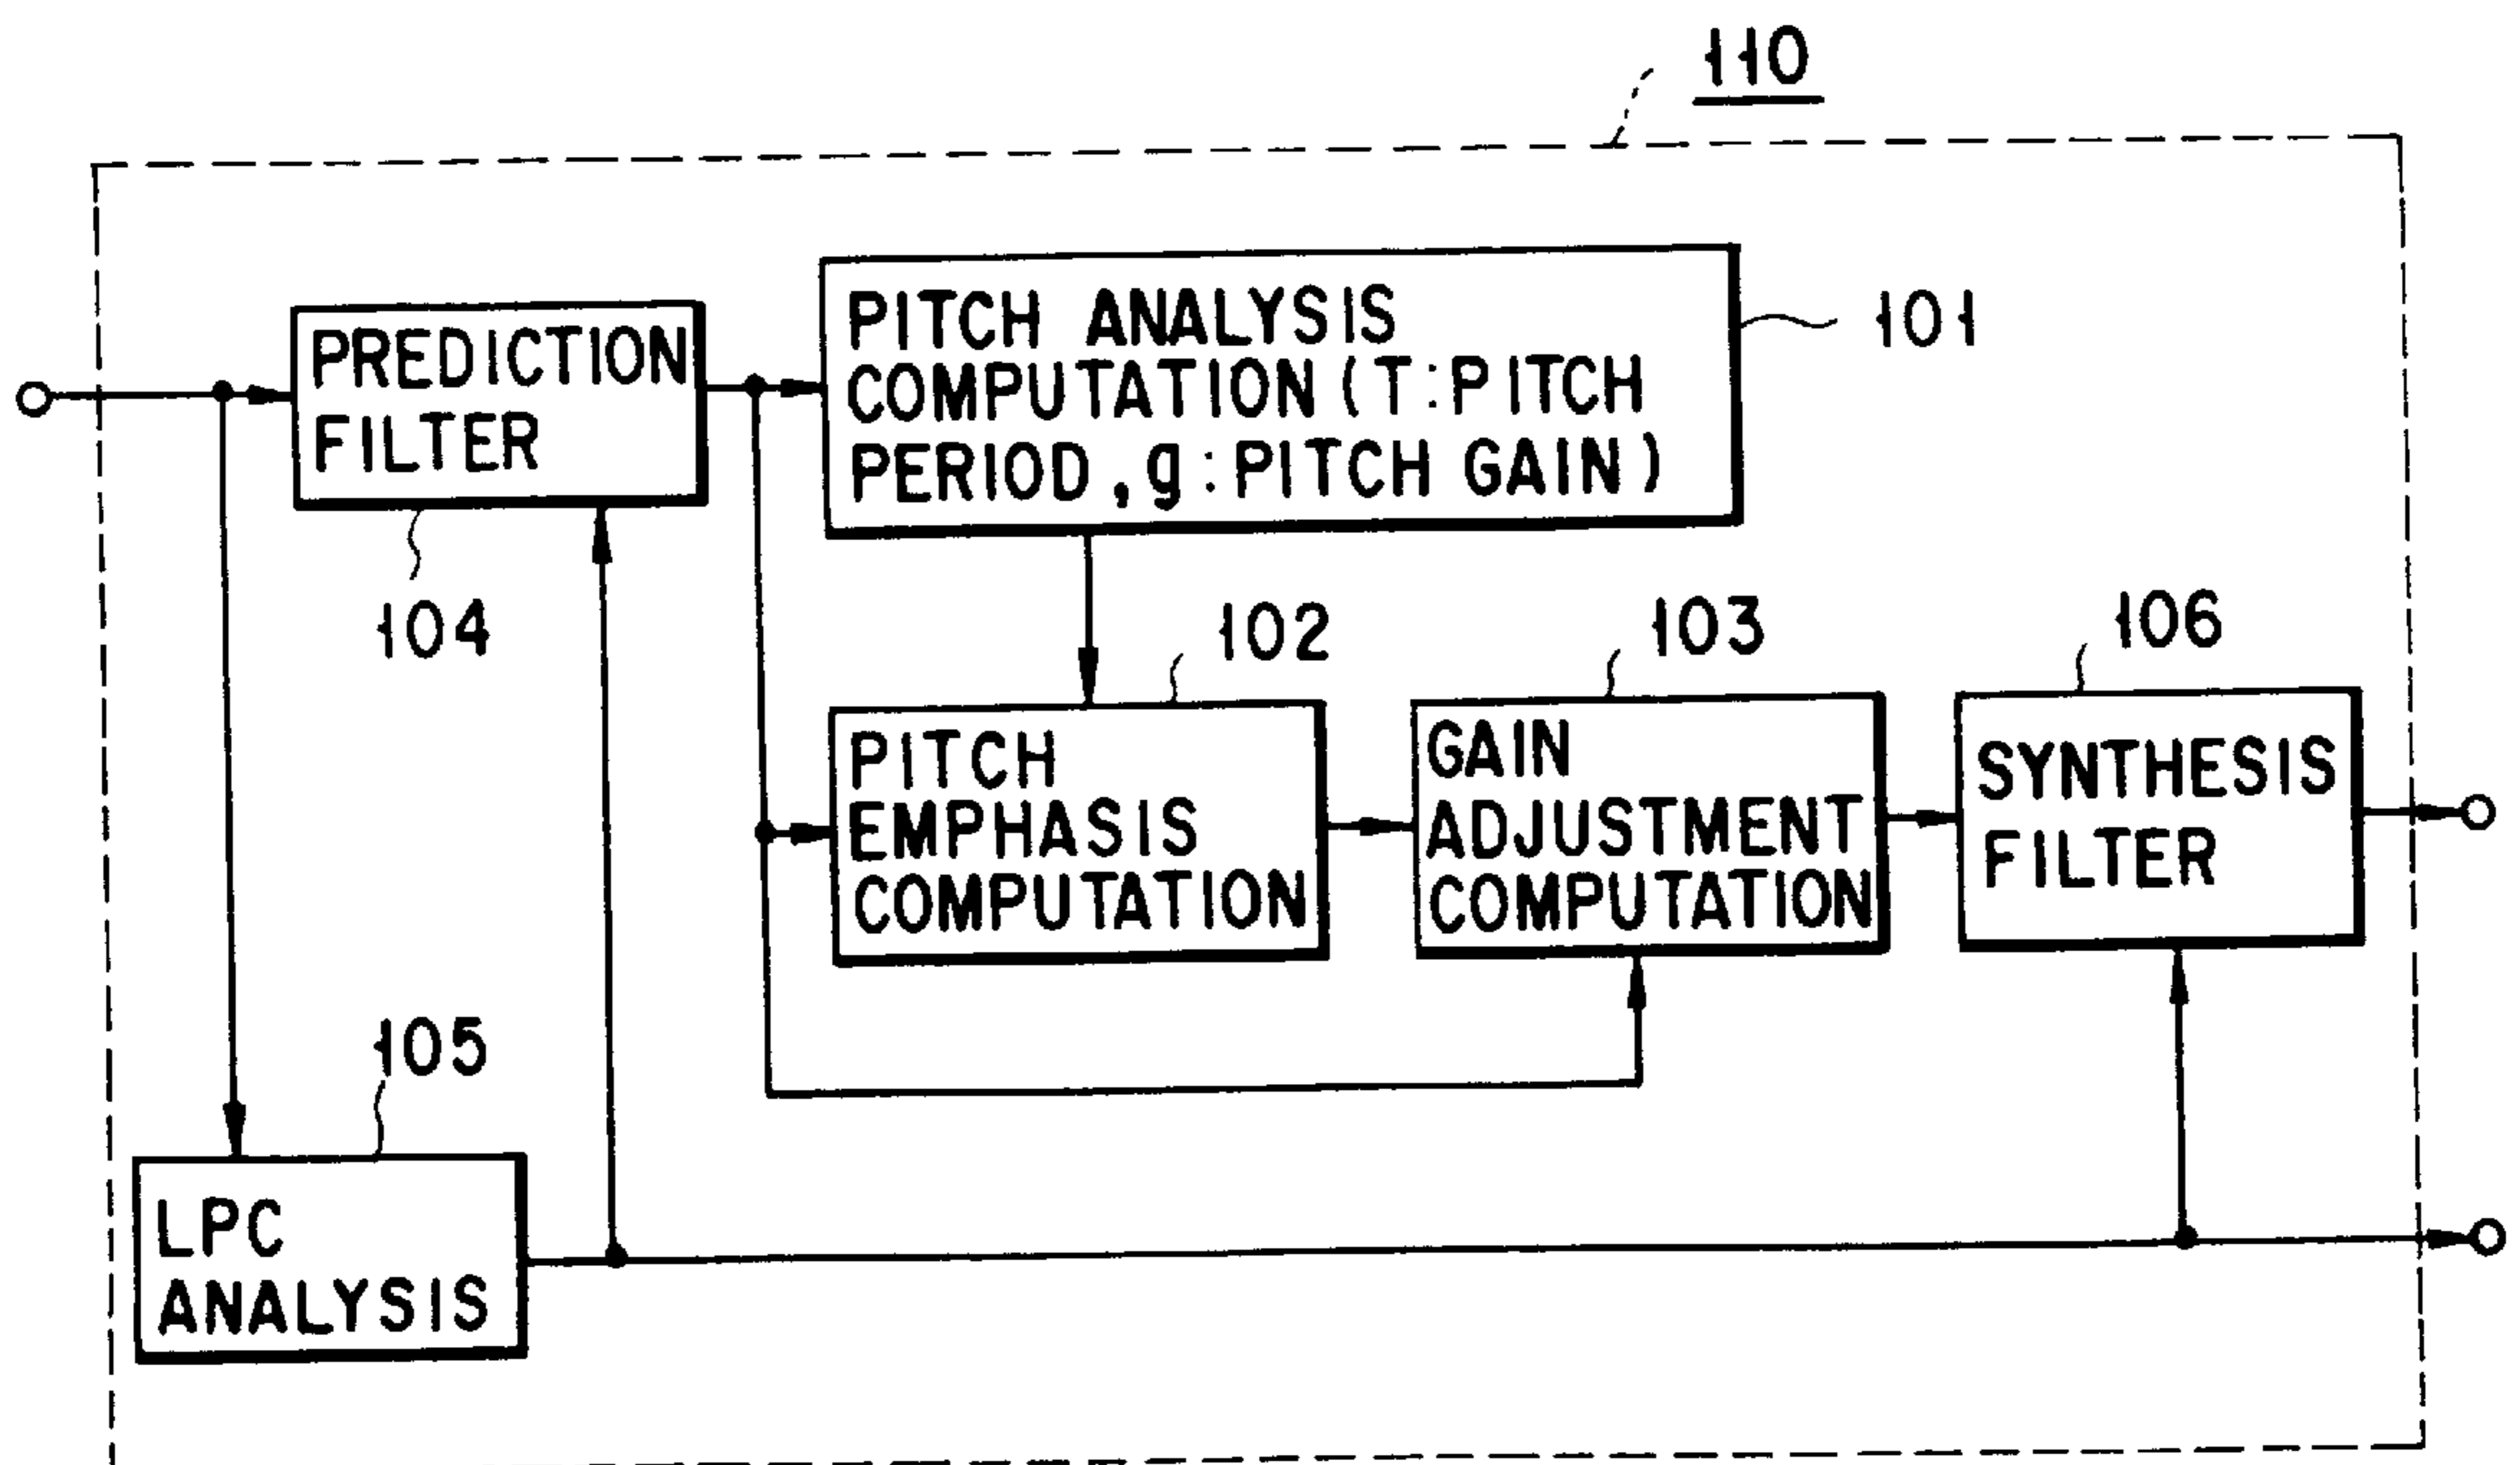 110
PREDICTION
FILTER
104
PITCH ANALYSIS
COMPUTATION (T:PITCH
PERIOD, g:PITCH GAIN)
101
102
PITCH
EMPHASIS
COMPUTATION
103
GAIN
ADJUSTMENT
COMPUTATION
106
SYNTHESIS
FILTER
105
LPC
ANALYSIS